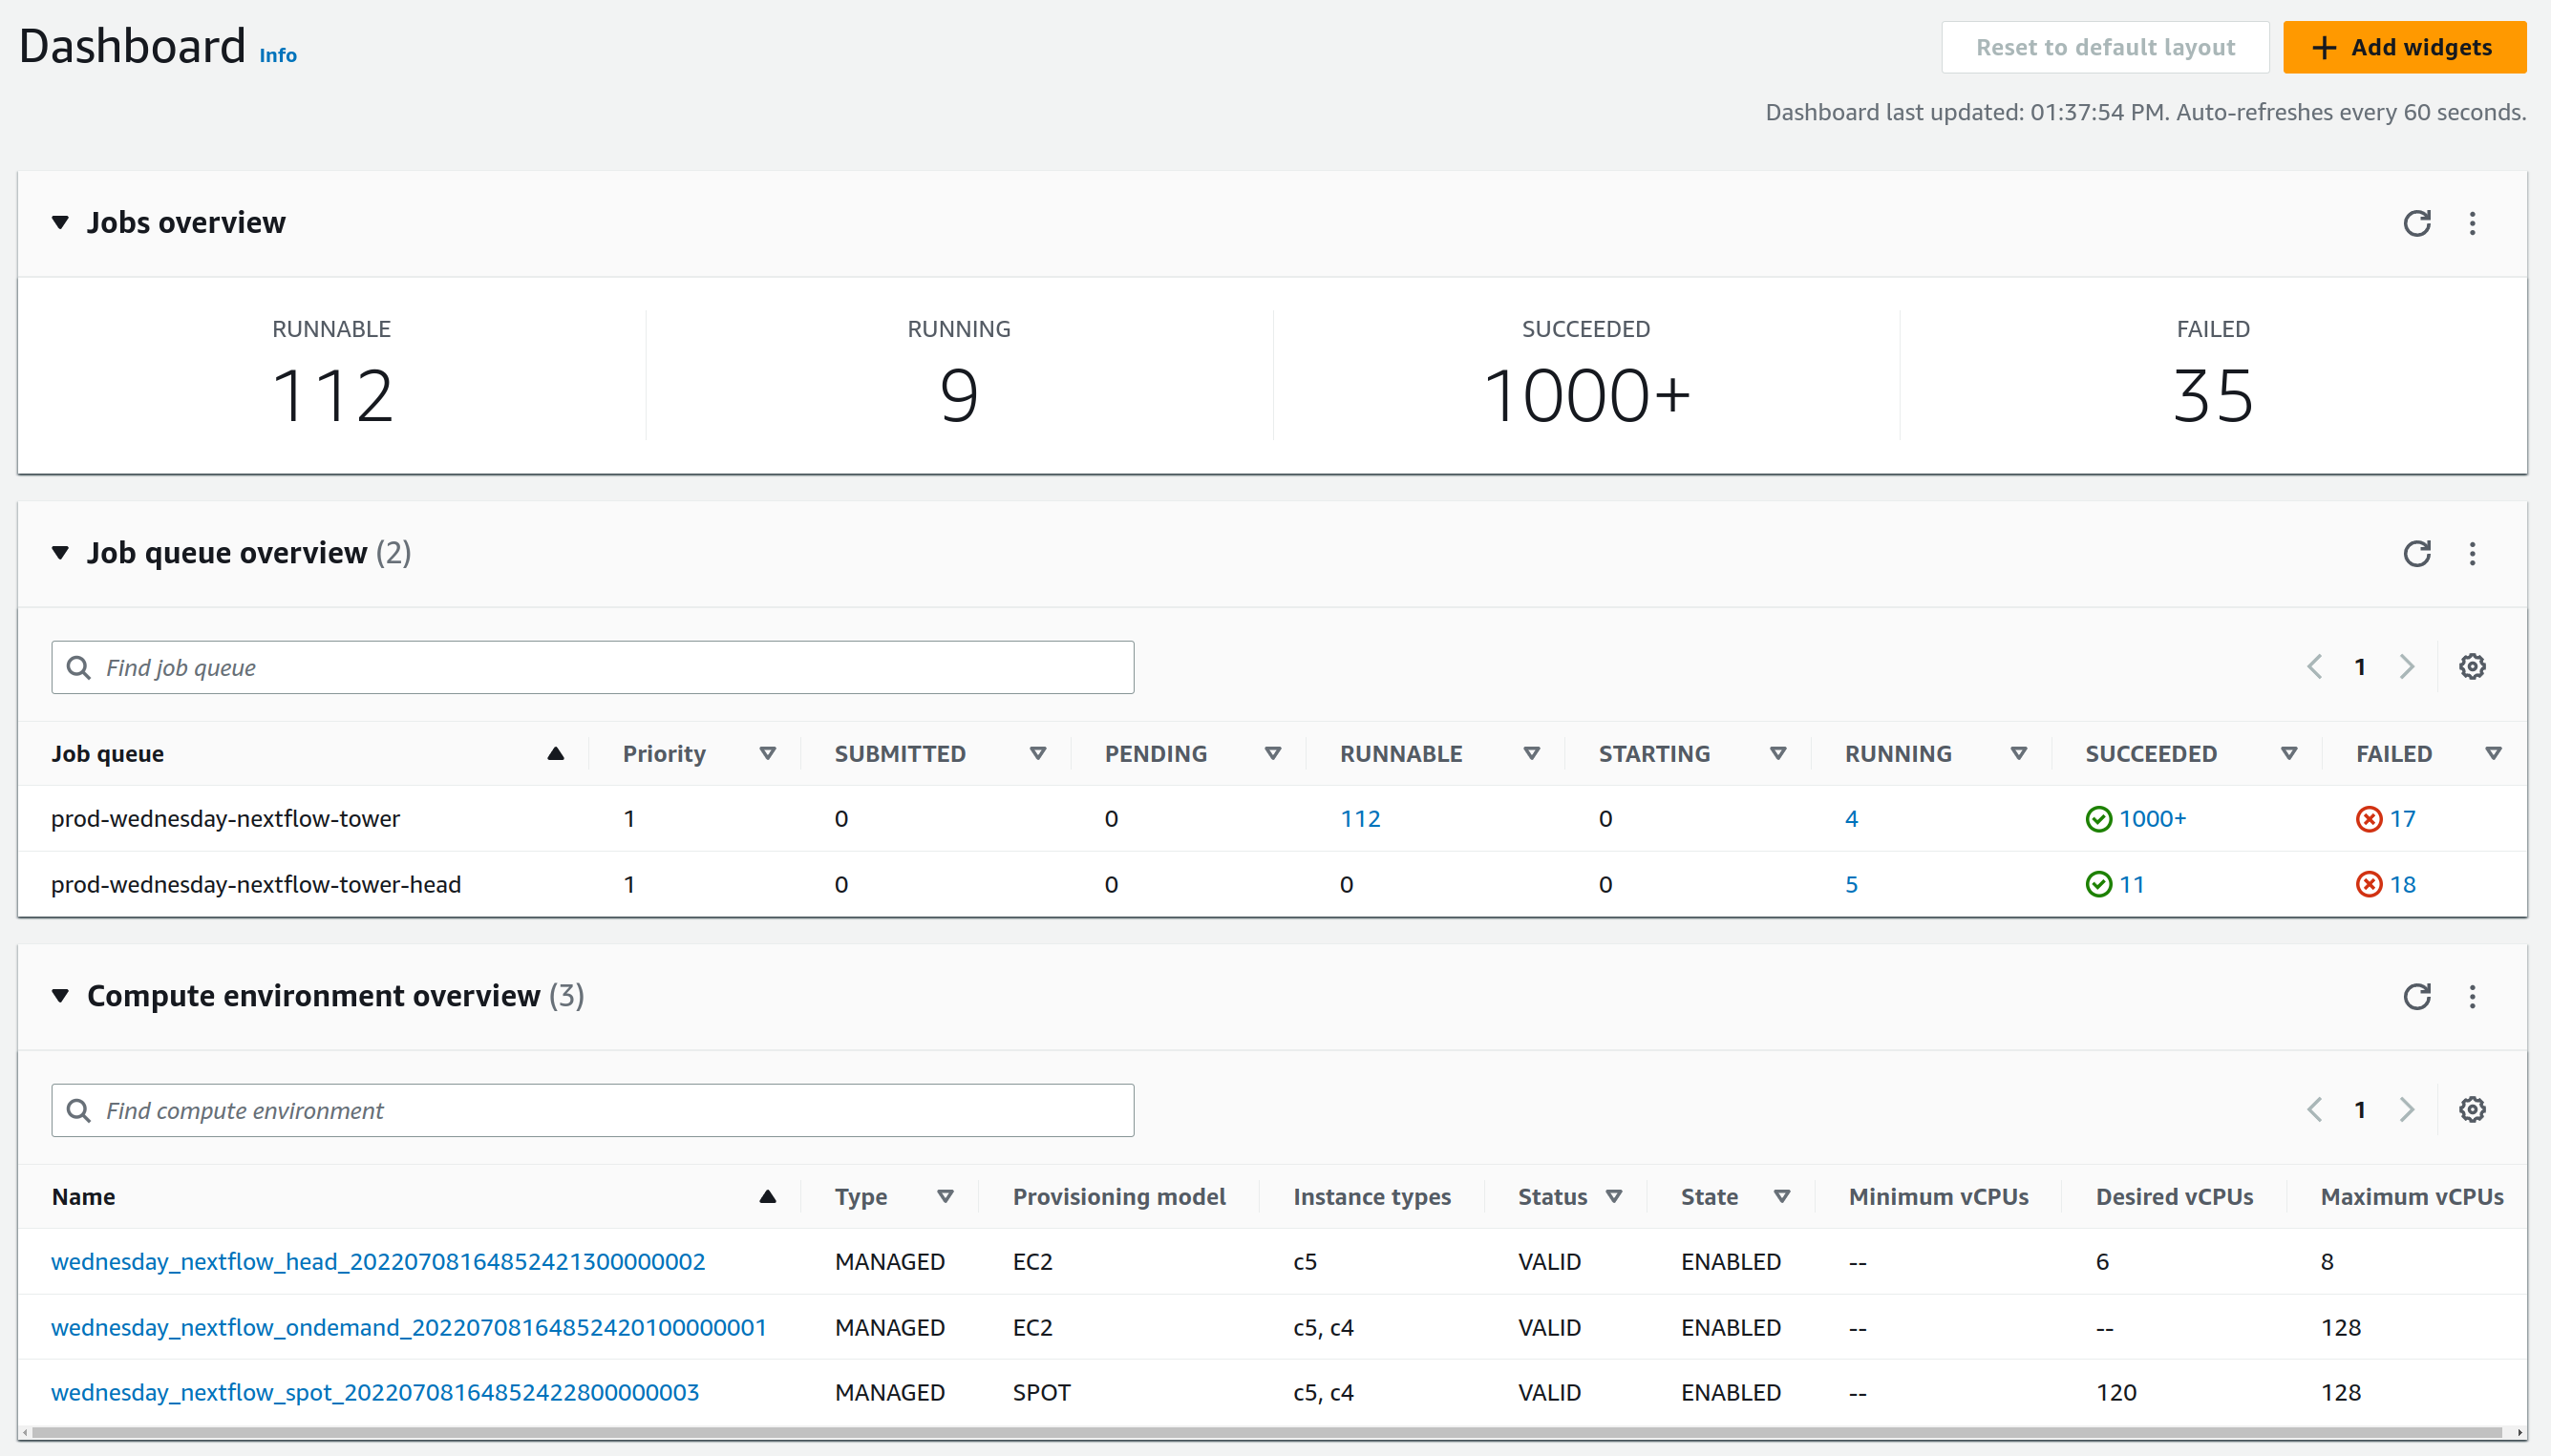 Dashboard Info
Reset to default layout
Add widgets
Dashboard last updated: 01:37:54 PM. Auto-refreshes every 60 seconds.
Jobs overview
RUNNABLE RUNNING SUCCEEDED FAILED
112 9 1000+ 35
Job queue overview (2)
Find job queue 1
Job queue Priority SUBMITTED PENDING RUNNABLE STARTING RUNNING SUCCEEDED FAILED
prod-wednesday-nextflow-tower 1 0 0 112 0 4 1000+ 17
prod-wednesday-nextflow-tower-head 1 0 0 0 0 5 11 18
Compute environment overview (3)
Find compute environment 1
Name Type Provisioning model Instance types Status State Minimum vCPUs Desired vCPUs Maximum vCPUs
wednesday_nextflow_head_20220708164852421300000002 MANAGED EC2 c5 VALID ENABLED -- 6 8
wednesday_nextflow_ondemand_20220708164852420100000001 MANAGED EC2 c5, c4 VALID ENABLED -- -- 128
wednesday_nextflow_spot_20220708164852422800000003 MANAGED SPOT c5, c4 VALID ENABLED -- 120 128